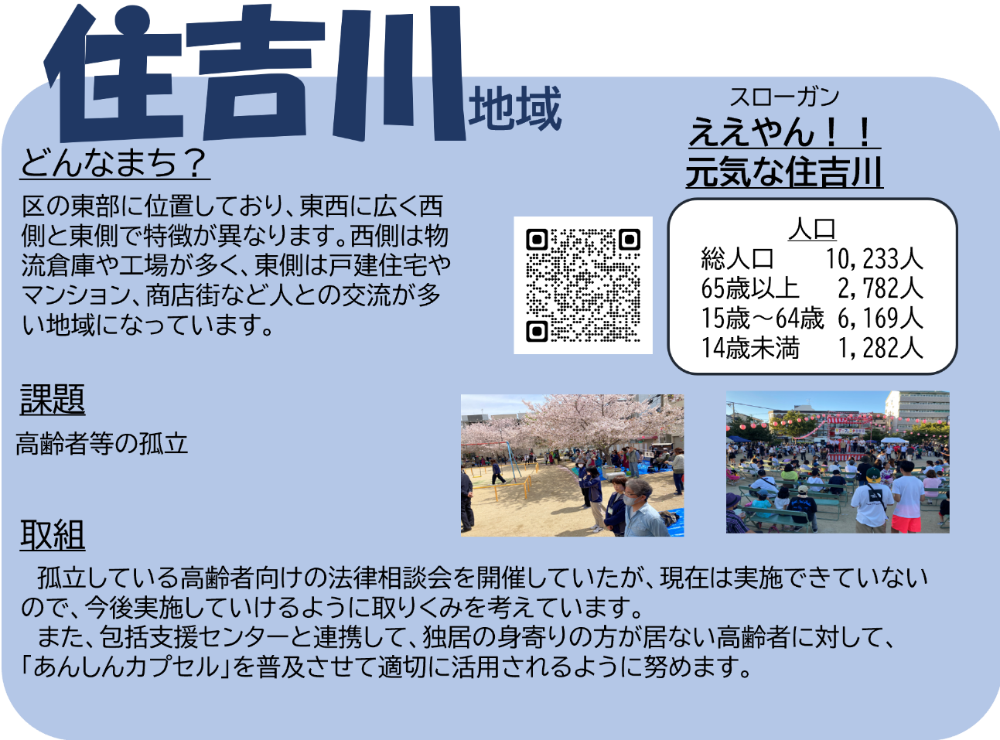 住吉川地域
どんなまち？
区の東部に位置しており、東西に広く西
側と東側で特徴が異なります。西側は物
流倉庫や工場が多く、東側は戸建住宅や
マンション、商店街など人との交流が多
い地域になっています。
スローガン
ええやん！！
元気な住吉川
人口
総人口 10,233人
65歳以上 2,782人
15歳～64歳 6,169人
14歳未満 1,282人
課題
高齢者等の孤立
取組
孤立している高齢者向けの法律相談会を開催していたが、現在は実施できていない
ので、今後実施していけるように取りくみを考えています。
また、包括支援センターと連携して、独居の身寄りの方が居ない高齢者に対して、
「あんしんカプセル」を普及させて適切に活用されるように努めます。